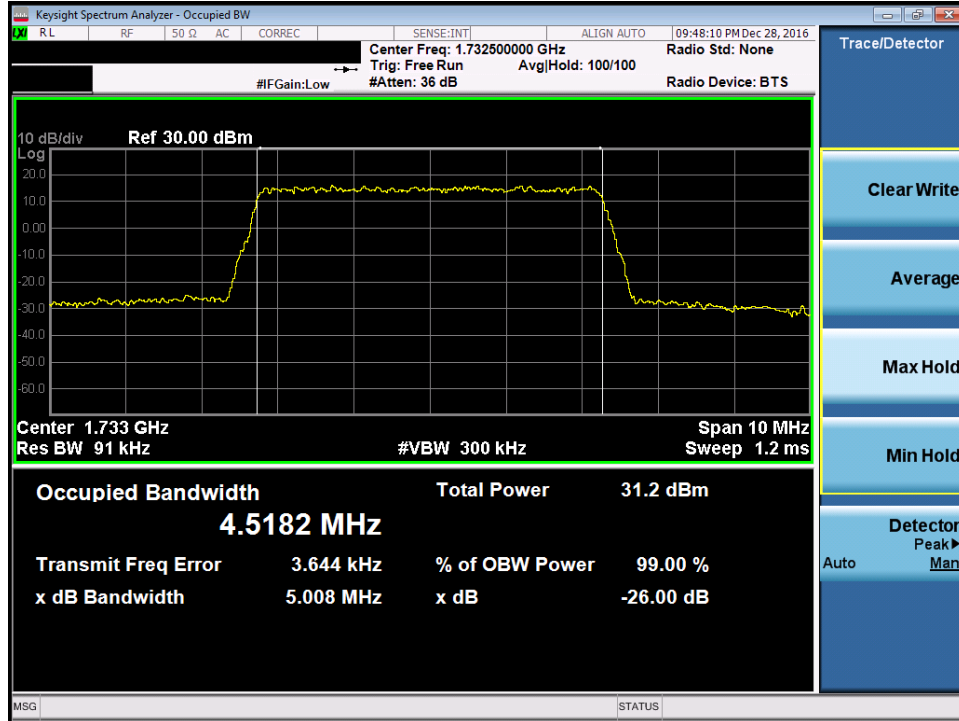 Keysight Spectrum Analyzer - Occupied BW
LXI RL RF 50 Ω AC CORREC SENSE:INT ALIGN AUTO 09:48:10 PM Dec 28, 2016
Center Freq: 1.732500000 GHz Radio Std: None
Trig: Free Run Avg|Hold: 100/100
#IFGain:Low #Atten: 36 dB Radio Device: BTS
10 dB/div Ref 30.00 dBm
Log
20.0
10.0
0.00
-10.0
-20.0
-30.0
-40.0
-50.0
-60.0
Center 1.733 GHz Span 10 MHz
Res BW 91 kHz #VBW 300 kHz Sweep 1.2 ms
Occupied Bandwidth Total Power 31.2 dBm
4.5182 MHz
Transmit Freq Error 3.644 kHz % of OBW Power 99.00 %
x dB Bandwidth 5.008 MHz x dB -26.00 dB
MSG STATUS
Trace/Detector
Clear Write
Average
Max Hold
Min Hold
Detector
Peak▶
Auto Man